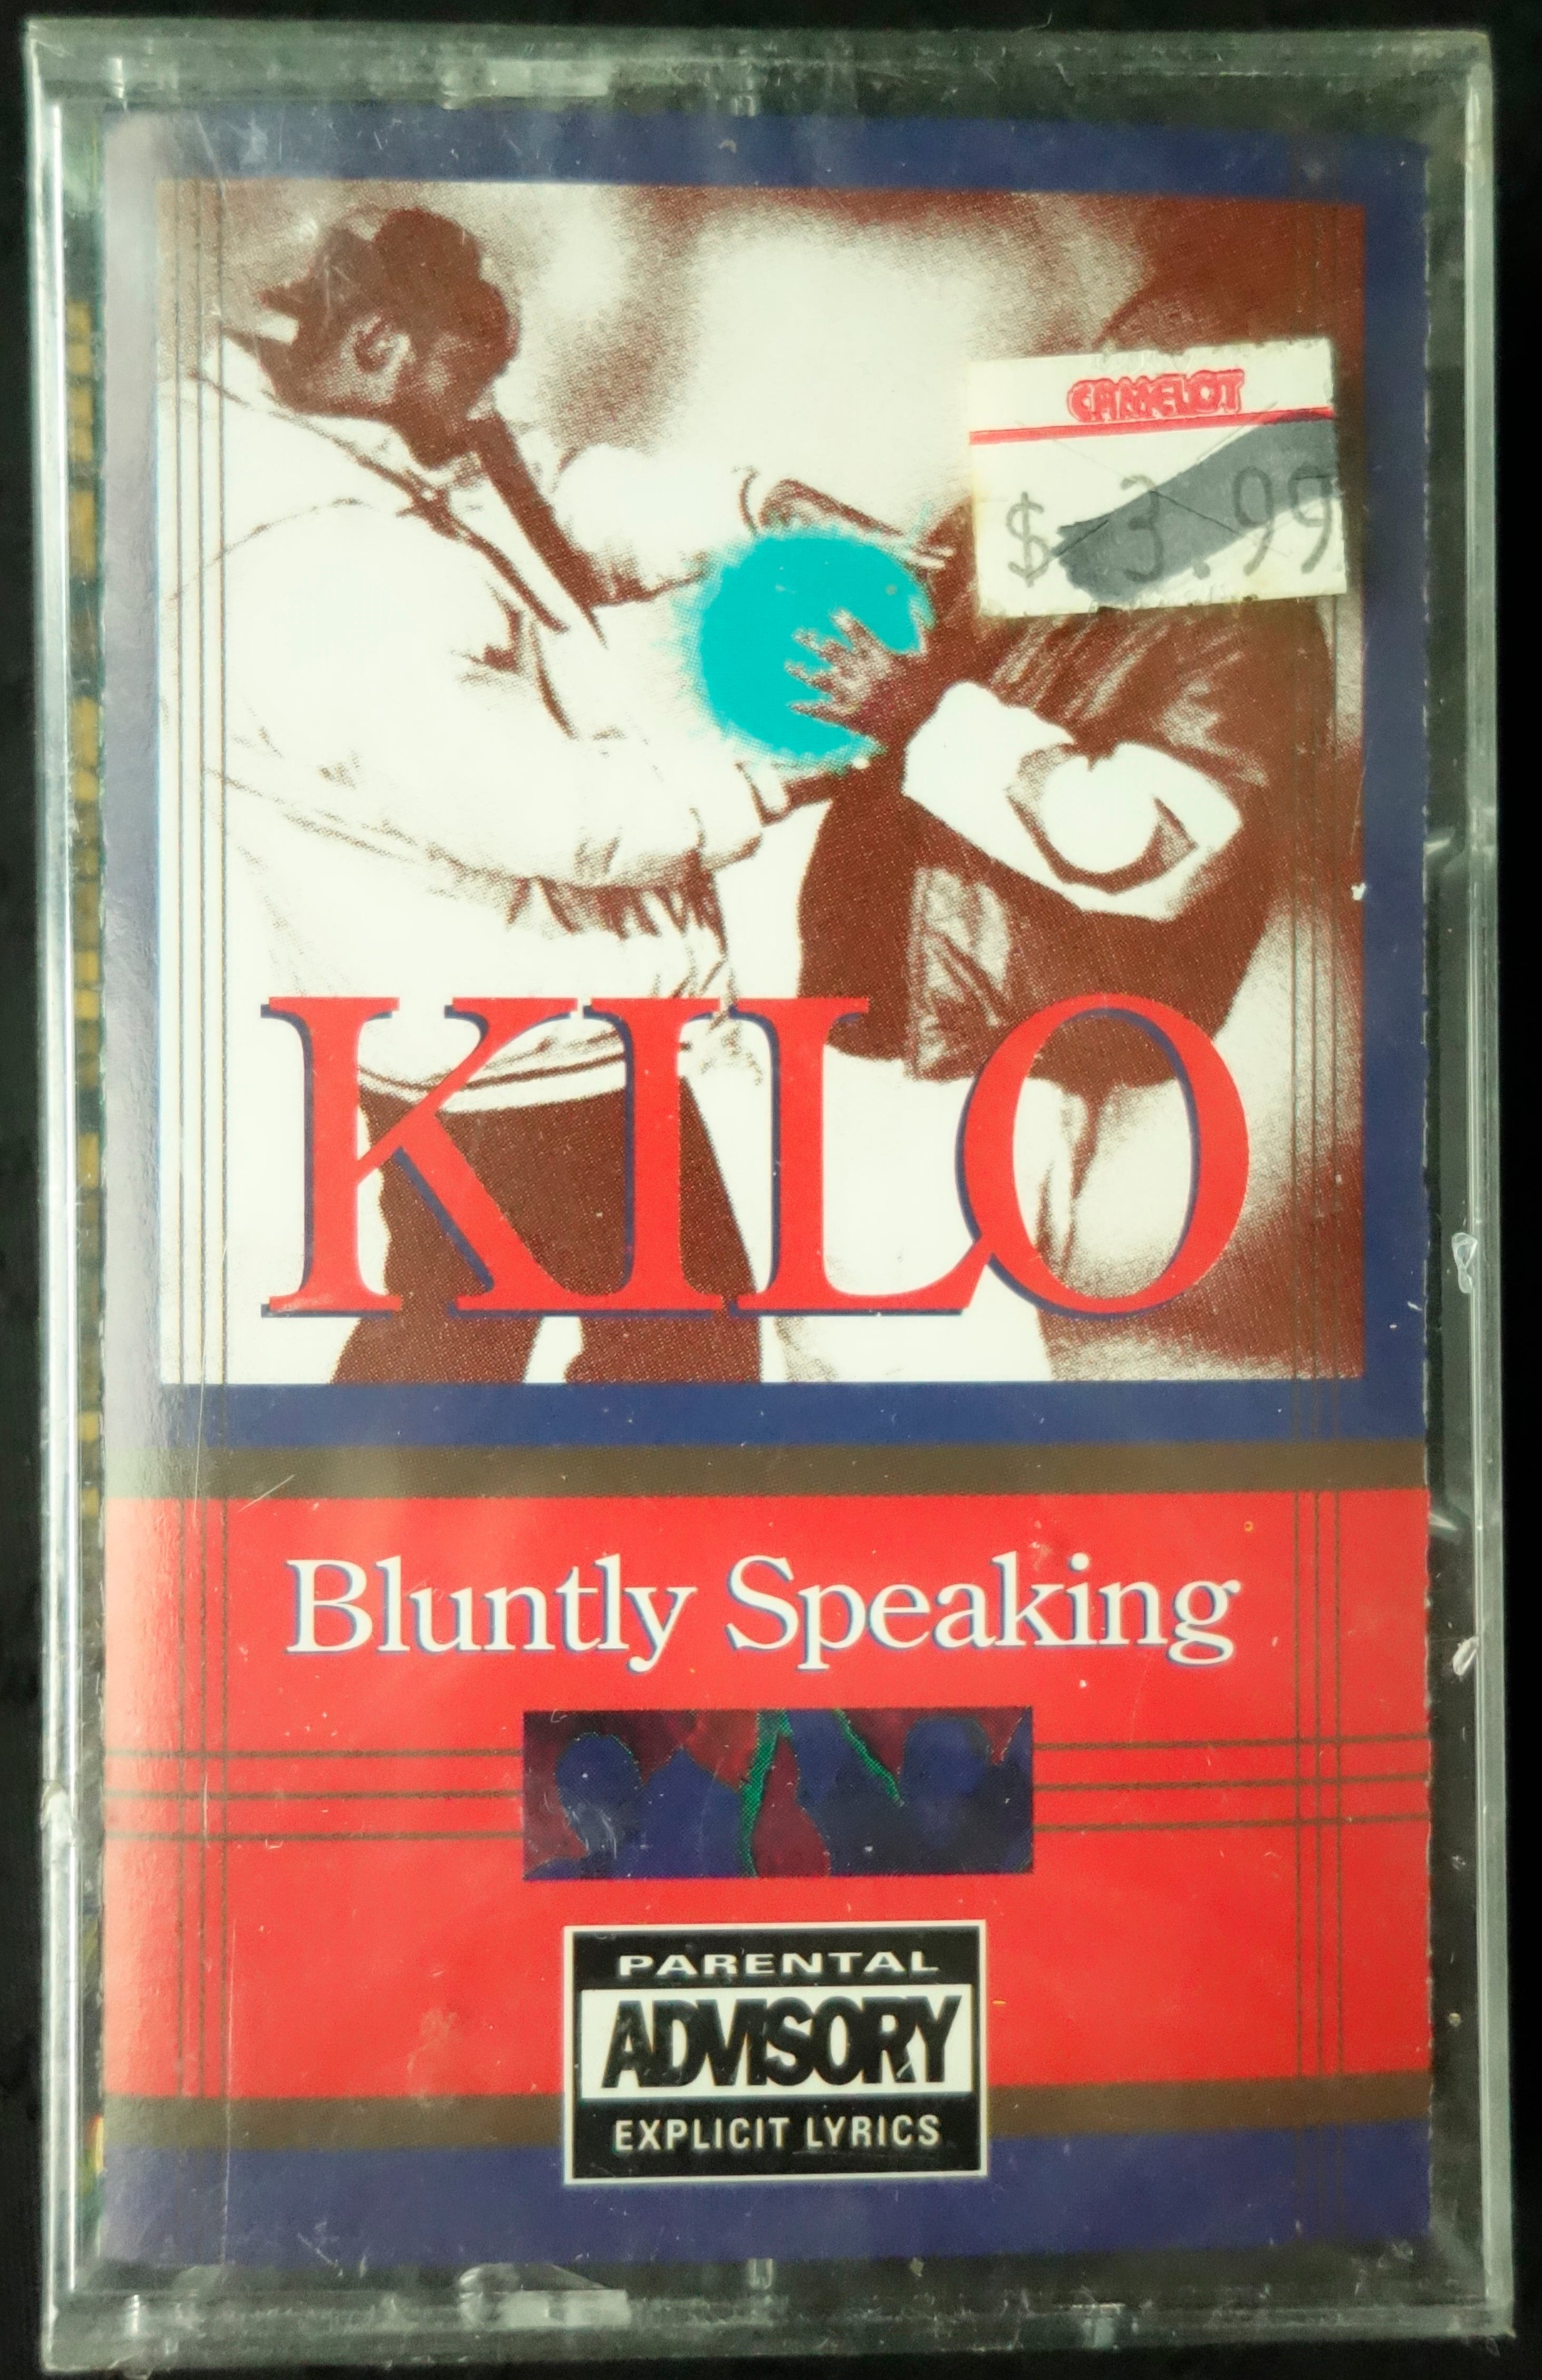 CAMELOT
$ 3.99
KILO
Bluntly Speaking
PARENTAL
ADVISORY
EXPLICIT LYRICS